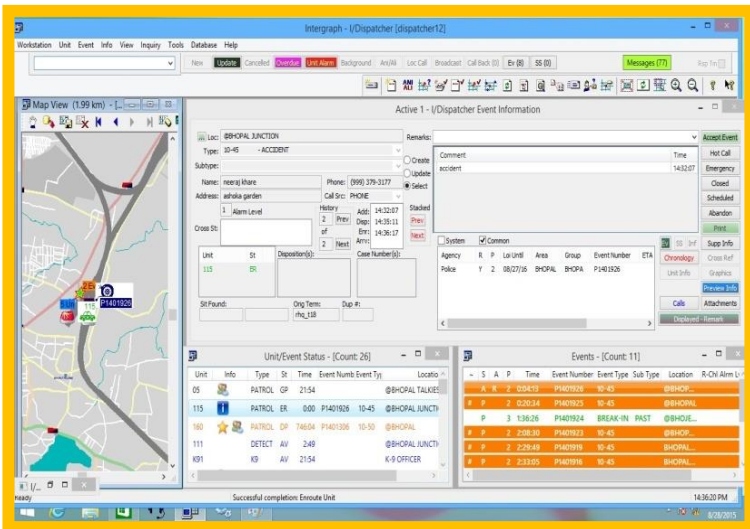 Intergraph - I/Dispatcher [dispatcher12]
Workstation Unit Event Info View Inquiry Tools Database Help
New Update Cancelled Overdue Unit Alarm Background Ani/Ali Loc Call Broadcast Call Back (0) Ev (8) SS (0) Messages (77)
Map View (1.99 km) - [
Active 1 - I/Dispatcher Event Information
Loc: @BHOPAL JUNCTION
Remarks:
Accept Event
Type: 10-45 - ACCIDENT
Subtype:
Create
Update
Select
Comment Time
accident 14:32:07
Hot Call
Emergency
Closed
Scheduled
Abandon
Print
Name: neeraj khare Phone: (999) 379-3177
Address: ashoka garden Call Src: PHONE
1 Alarm Level
History
2 Prev
of
2 Next
Add: 14:32:07
Disp: 14:35:11
Enr: 14:36:17
Arrv:
Stacked
Prev
Next
Cross St:
System Common
SS Inf Supp Info
Unit St Disposition(s): Case Number(s):
115 ER
Agency R P Loi Until Area Group Event Number ETA
Police Y 2 08/27/16 BHOPAL BHOPA P1401926
Chronology Cross Ref
Unit Info Graphics
Preview Info
Calls Attachments
Displayed - Remark
Sit Found: Orig Term: Dup #:
rhq_t18
115 P1401926
Unit/Event Status - [Count: 26]
Unit Info Type St Time Event Numb Event Typ Locatio
05 PATROL GP 21:54 @BHOPAL TALKIES
115 PATROL ER 0:00 P1401926 10-45 @BHOPAL JUNCTI
160 PATROL DP 746:04 P1401306 10-50 @BHOPAL
111 DETECT AV 2:49 @BHOPAL JUNCTI
K91 K9 AV 21:54 K-9 OFFICER
Events - [Count: 11]
S A P Time Event Number Event Type Sub Type Location R-Chl Alrm Lv
A R 2 0:04:13 P1401926 10-45 @BHOP...
# P 2 0:20:34 P1401925 10-45 @BHOPAL
P 3 1:36:26 P1401924 BREAK-IN PAST @BHOJE...
# P 2 2:08:30 P1401923 10-45 @BHOP...
# P 2 2:29:49 P1401919 10-45 BHOPAL...
# P 2 2:33:05 P1401916 10-45 BHOPAL...
Successful completion: Enroute Unit
14:36:20 PM
8/28/2015